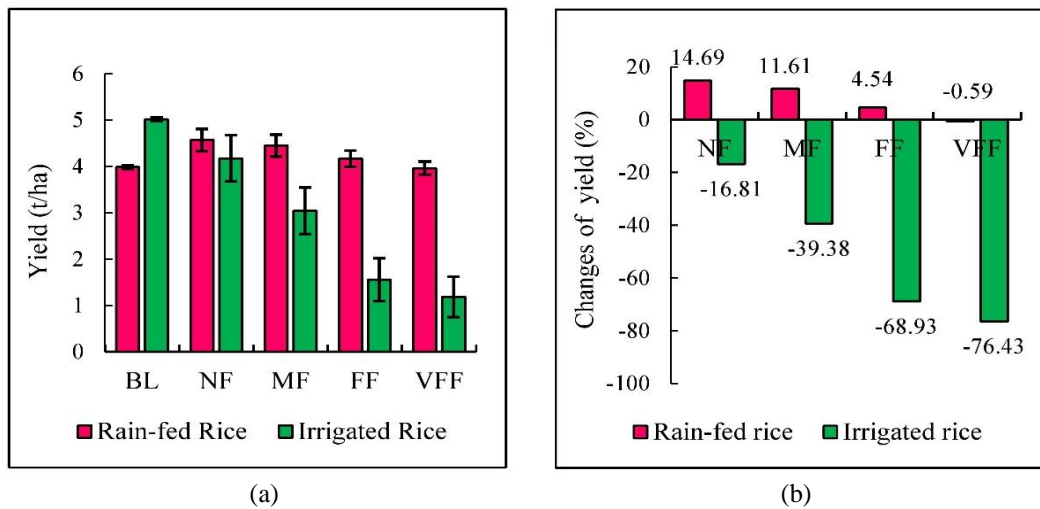 Yield (t/ha)
6
5
4
3
2
1
0
BL NF MF FF VFF
Rain-fed Rice Irrigated Rice
(a)
Changes of yield (%)
20
0
-20
-40
-60
-80
-100
14.69 11.61 4.54 -0.59
NF MF FF VFF
-16.81
-39.38
-68.93
-76.43
Rain-fed rice Irrigated rice
(b)